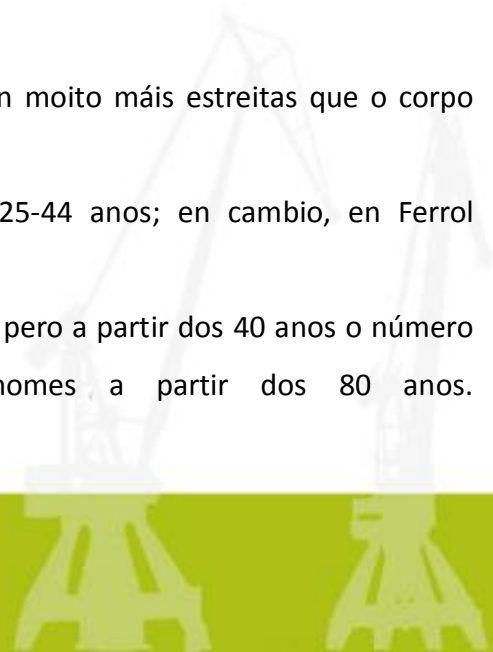 moito máis estreitas que o corpo
25-44 anos; en cambio, en Ferrol
pero a partir dos 40 anos o número
a partir dos 80 anos.